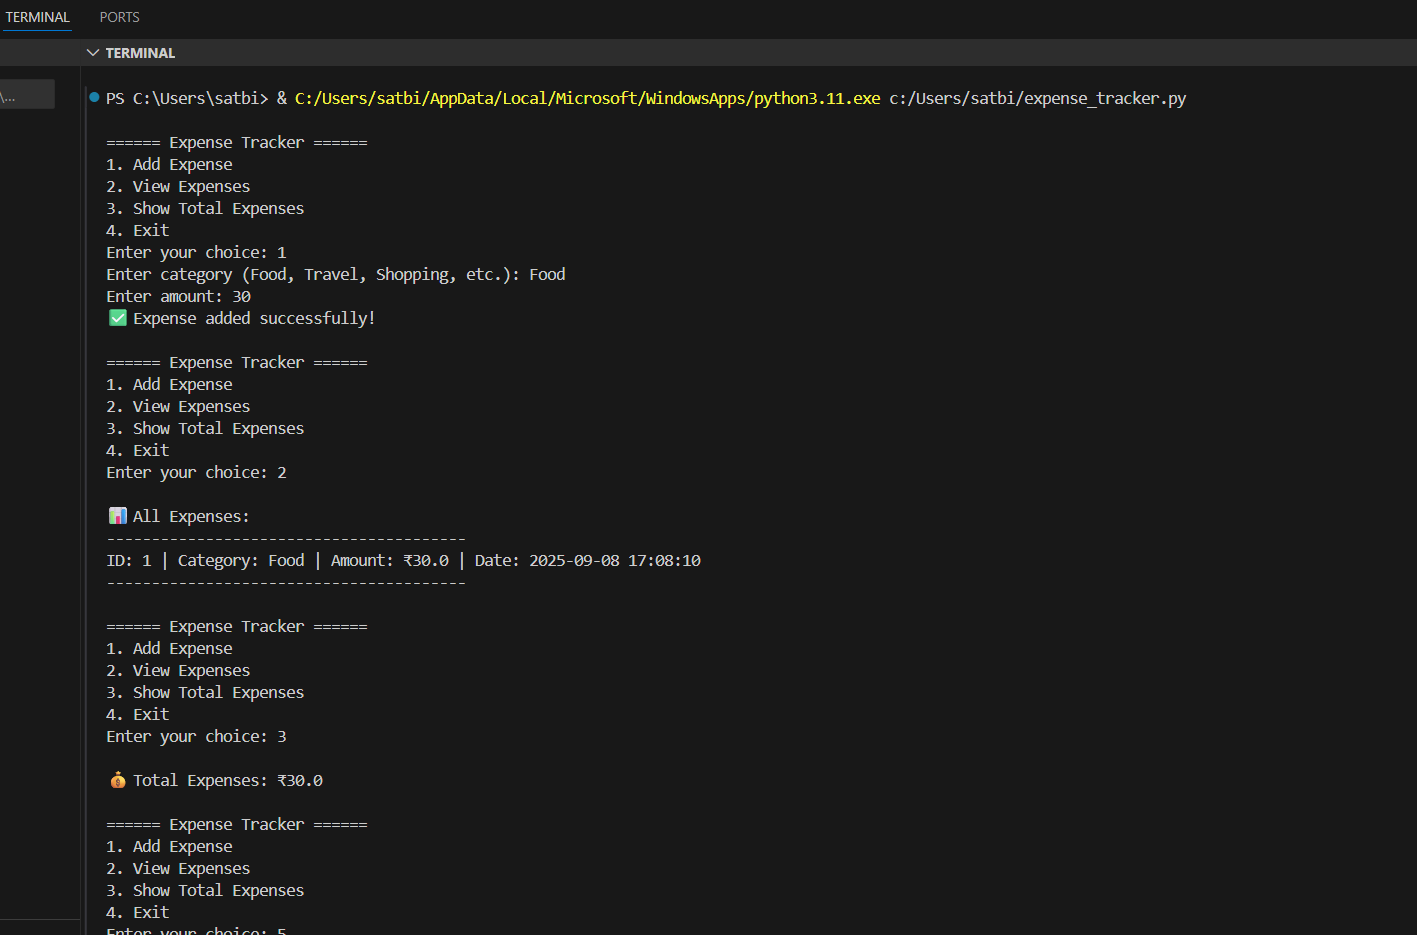 TERMINAL PORTS
TERMINAL
\...
PS C:\Users\satbi> & C:/Users/satbi/AppData/Local/Microsoft/WindowsApps/python3.11.exe c:/Users/satbi/expense_tracker.py
====== Expense Tracker ======
1. Add Expense
2. View Expenses
3. Show Total Expenses
4. Exit
Enter your choice: 1
Enter category (Food, Travel, Shopping, etc.): Food
Enter amount: 30
✅ Expense added successfully!
====== Expense Tracker ======
1. Add Expense
2. View Expenses
3. Show Total Expenses
4. Exit
Enter your choice: 2
📊 All Expenses:
----------------------------------------
ID: 1 | Category: Food | Amount: ₹30.0 | Date: 2025-09-08 17:08:10
----------------------------------------
====== Expense Tracker ======
1. Add Expense
2. View Expenses
3. Show Total Expenses
4. Exit
Enter your choice: 3
💰 Total Expenses: ₹30.0
====== Expense Tracker ======
1. Add Expense
2. View Expenses
3. Show Total Expenses
4. Exit
Enter your choice: 5